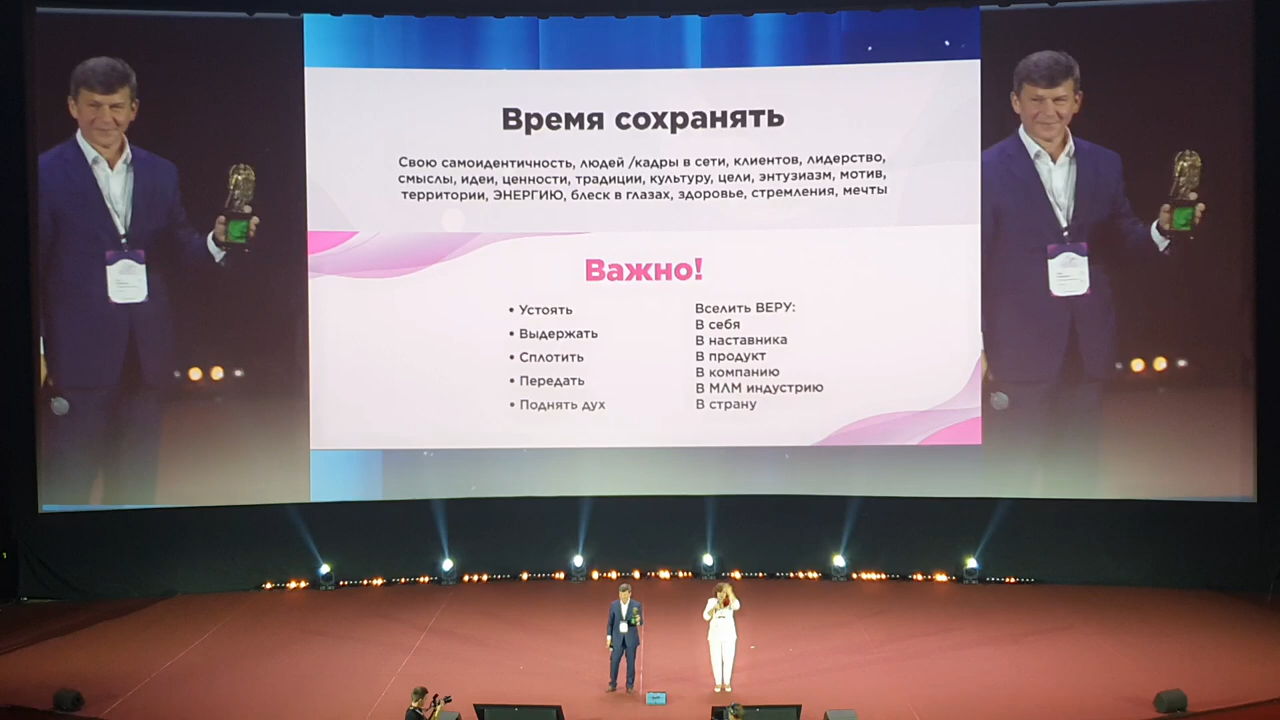 Время сохранять
Свою самоидентичность, людей /кадры в сети, клиентов, лидерство,
смыслы, идеи, ценности, традиции, культуру, цели, энтузиазм, мотив,
территории, ЭНЕРГИЮ, блеск в глазах, здоровье, стремления, мечты
Важно!
• Устоять
• Выдержать
• Сплотить
• Передать
• Поднять дух
Вселить ВЕРУ:
В себя
В наставника
В продукт
В компанию
В МЛМ индустрию
В страну